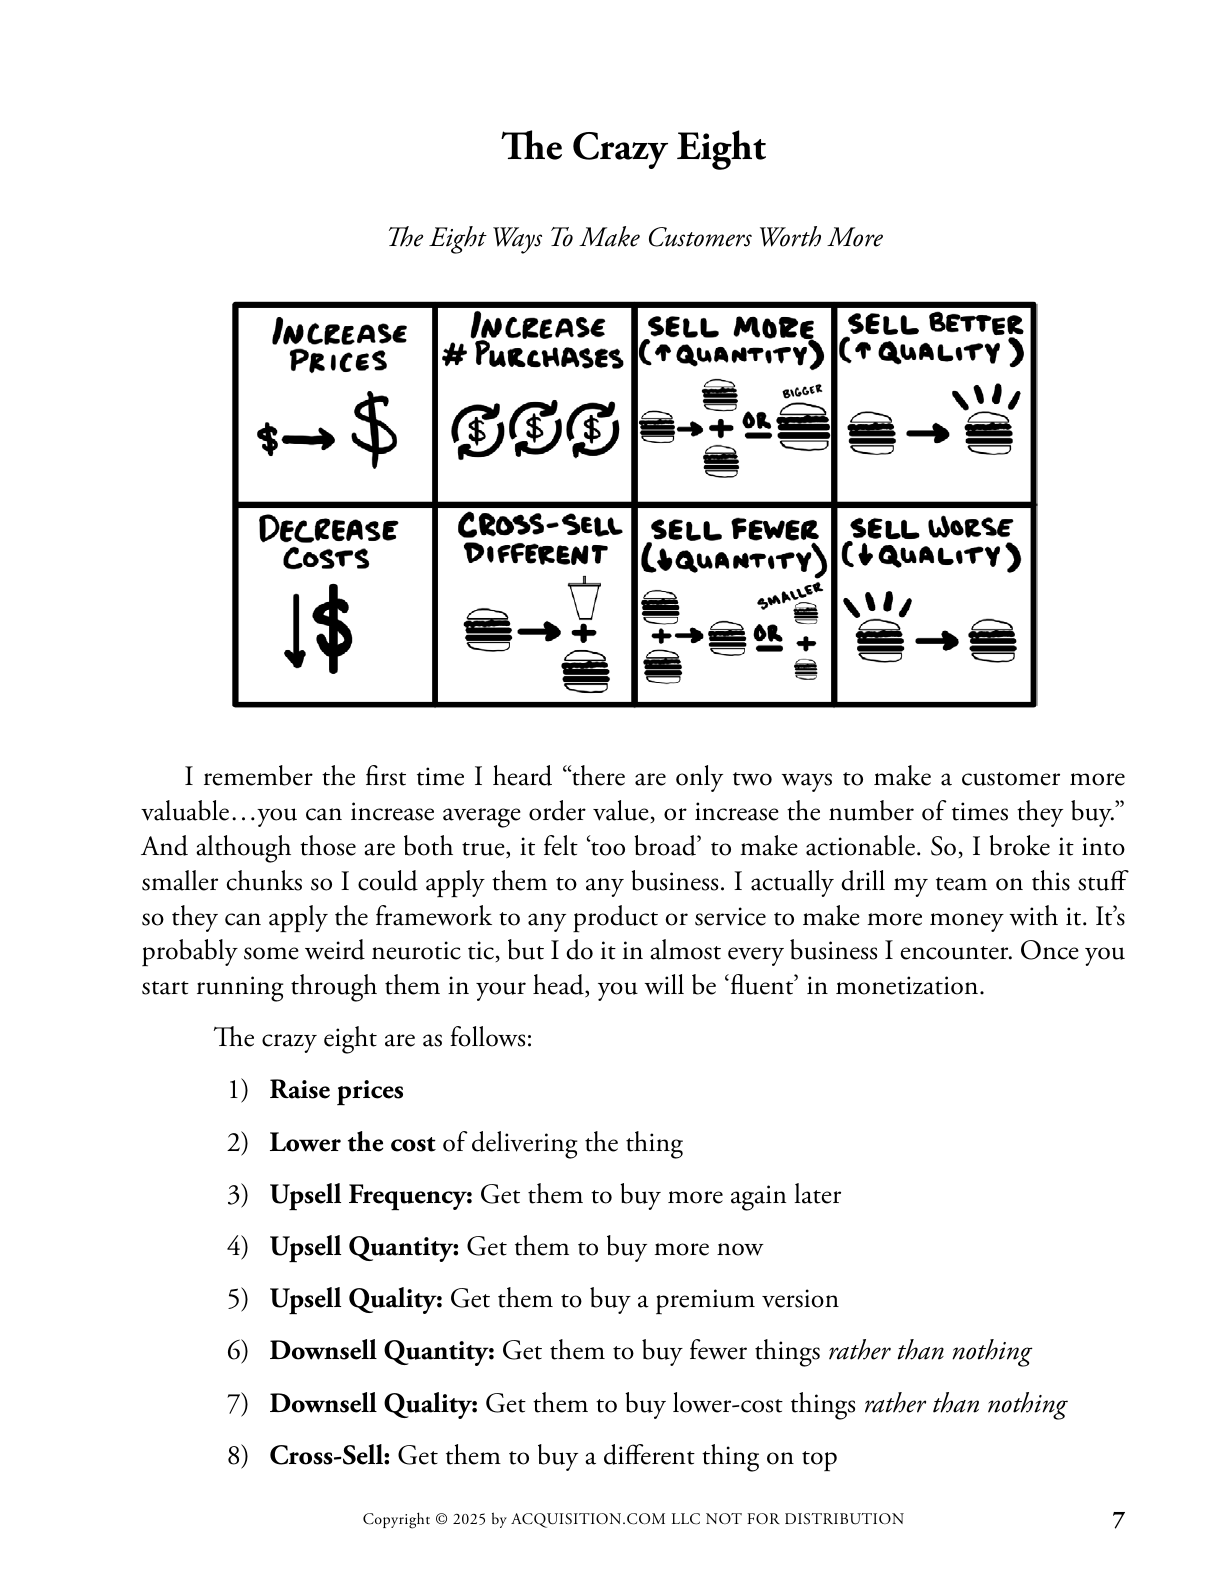 The Crazy Eight
The Eight Ways To Make Customers Worth More
INCREASE
PRICES
$ $
INCREASE
# PURCHASES
$ $ $
SELL MORE
(↑QUANTITY)
+ OR
BIGGER
SELL BETTER
(↑QUALITY)
DECREASE
COSTS
$
CROSS-SELL
DIFFERENT
+
SELL FEWER
(↓QUANTITY)
SMALLER
+ OR +
SELL WORSE
(↓QUALITY)
I remember the first time I heard “there are only two ways to make a customer more
valuable…you can increase average order value, or increase the number of times they buy.”
And although those are both true, it felt ‘too broad’ to make actionable. So, I broke it into
smaller chunks so I could apply them to any business. I actually drill my team on this stuff
so they can apply the framework to any product or service to make more money with it. It’s
probably some weird neurotic tic, but I do it in almost every business I encounter. Once you
start running through them in your head, you will be ‘fluent’ in monetization.
The crazy eight are as follows:
1) Raise prices
2) Lower the cost of delivering the thing
3) Upsell Frequency: Get them to buy more again later
4) Upsell Quantity: Get them to buy more now
5) Upsell Quality: Get them to buy a premium version
6) Downsell Quantity: Get them to buy fewer things rather than nothing
7) Downsell Quality: Get them to buy lower-cost things rather than nothing
8) Cross-Sell: Get them to buy a different thing on top
Copyright © 2025 by ACQUISITION.COM LLC NOT FOR DISTRIBUTION
7